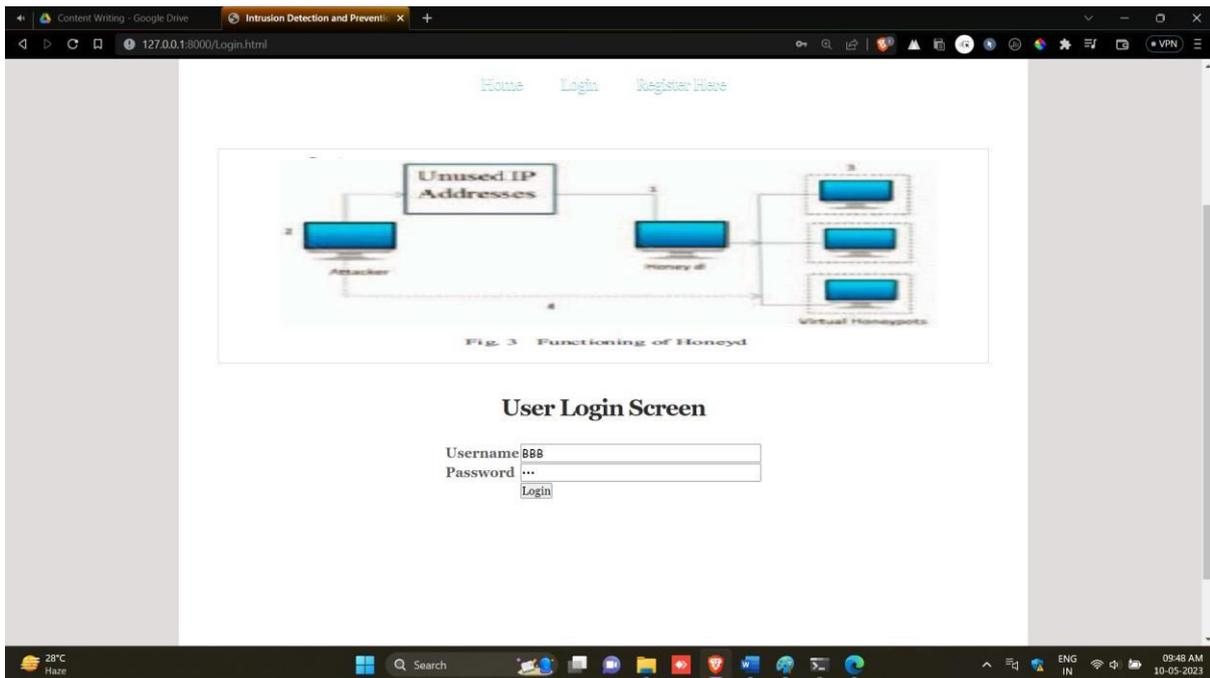 Content Writing - Google Drive
Intrusion Detection and Preventic
127.0.0.1:8000/Login.html
VPN
Home Login Register Here
Unused IP
Addresses
1
2
3
Attacker
Honey d
4
Virtual Honeypots
Fig. 3 Functioning of Honeyd
User Login Screen
Username BBB
Password •••
Login
28°C
Haze
Search
ENG
IN
09:48 AM
10-05-2023